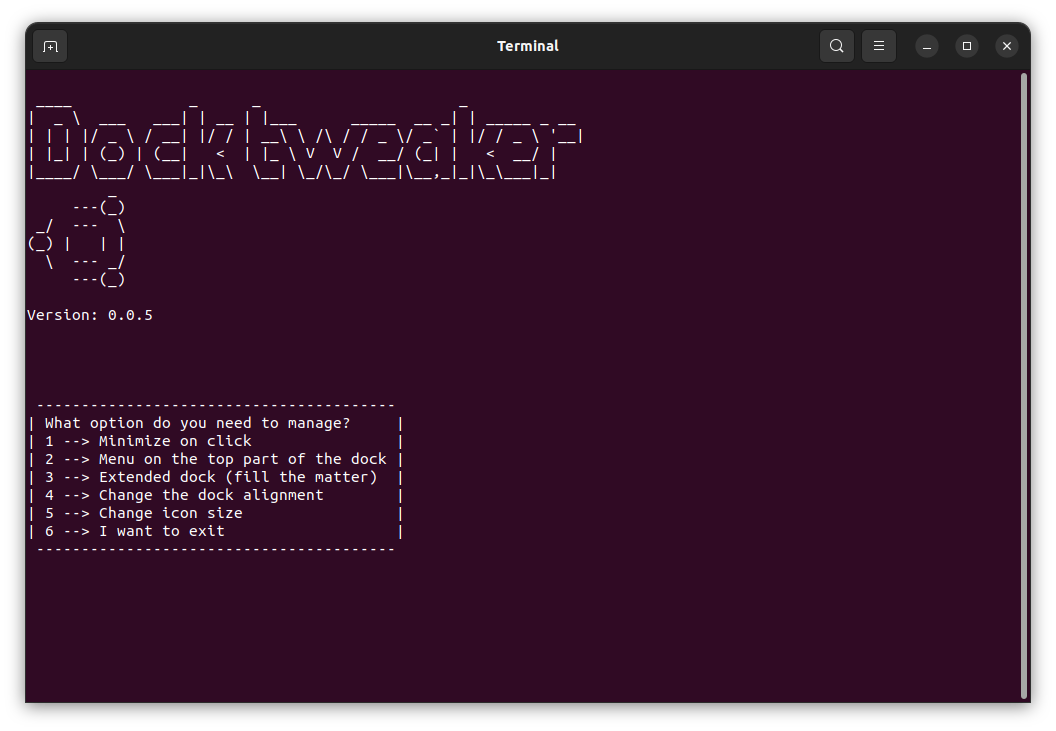 Terminal
Docktweaker
Version: 0.0.5
What option do you need to manage?
1 --> Minimize on click
2 --> Menu on the top part of the dock
3 --> Extended dock (fill the matter)
4 --> Change the dock alignment
5 --> Change icon size
6 --> I want to exit